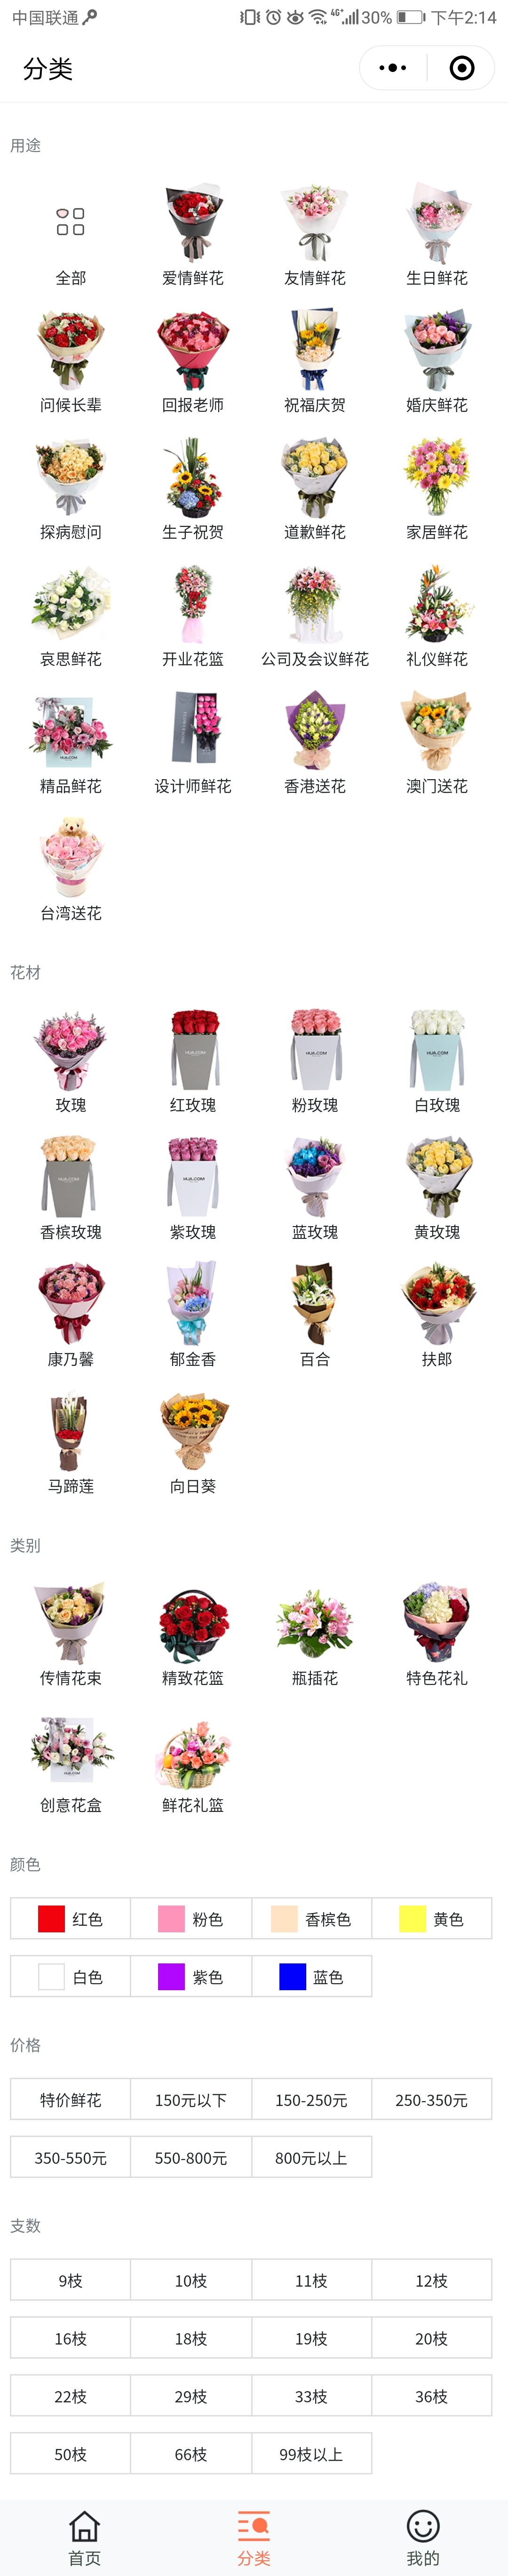 中国联通
4G+ 30% 下午2:14
分类
用途
全部 爱情鲜花 友情鲜花 生日鲜花
问候长辈 回报老师 祝福庆贺 婚庆鲜花
探病慰问 生子祝贺 道歉鲜花 家居鲜花
哀思鲜花 开业花篮 公司及会议鲜花 礼仪鲜花
精品鲜花 设计师鲜花 香港送花 澳门送花
台湾送花
花材
HUA.COM HUA.COM HUA.COM
玫瑰 红玫瑰 粉玫瑰 白玫瑰
HUA.COM HUA.COM
香槟玫瑰 紫玫瑰 蓝玫瑰 黄玫瑰
康乃馨 郁金香 百合 扶郎
马蹄莲 向日葵
类别
传情花束 精致花篮 瓶插花 特色花礼
HUA.COM
创意花盒 鲜花礼篮
颜色
红色 粉色 香槟色 黄色
白色 紫色 蓝色
价格
特价鲜花 150元以下 150-250元 250-350元
350-550元 550-800元 800元以上
支数
9枝 10枝 11枝 12枝
16枝 18枝 19枝 20枝
22枝 29枝 33枝 36枝
50枝 66枝 99枝以上
首页 分类 我的